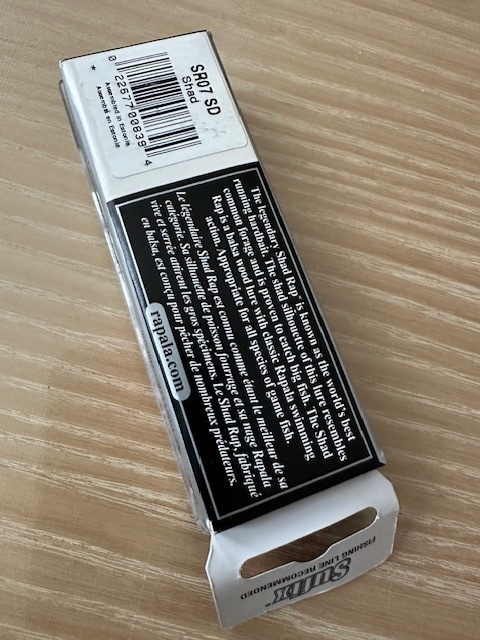 SR07 SD
Shad
0 22677 00639 4
*
Assembled in Estonia
Assemblé en Estonie
The legendary Shad Rap™ is known as the world's best
running hardbait. The shad silhouette of this lure resembles
common forage and is proven to catch big fish. The Shad
Rap is a balsa wood lure with classic Rapala swimming
action. Appropriate for all species of game fish.
Le légendaire Shad Rap est connu comme étant le meilleur de sa
catégorie. Sa silhouette de poisson fourrage et sa nage Rapala
vive et serrée attirent les gros spécimens. Le Shad Rap, fabriqué
en balsa, est conçu pour pêcher de nombreux prédateurs.
rapala.com
Sufix
FISHING LINE RECOMMENDED